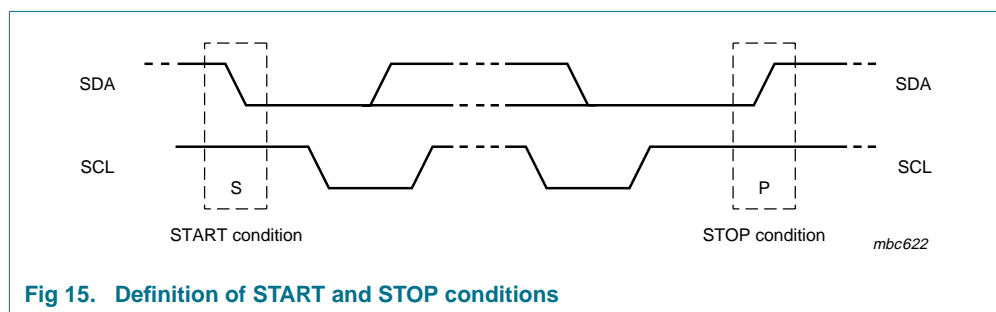 SDA SDA
SCL SCL
S P
START condition STOP condition
mbc622
Fig 15. Definition of START and STOP conditions